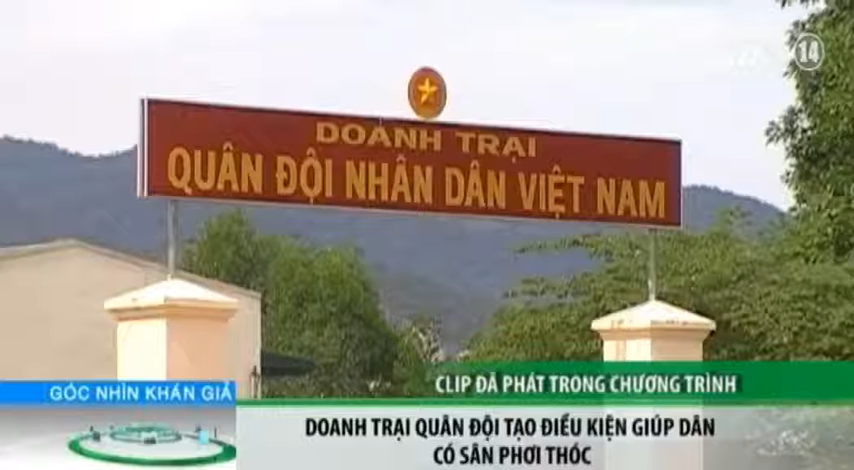 14
DOANH TRẠI
QUÂN ĐỘI NHÂN DÂN VIỆT NAM
GÓC NHÌN KHÁN GIẢ
CLIP ĐÃ PHÁT TRONG CHƯƠNG TRÌNH
DOANH TRẠI QUÂN ĐỘI TẠO ĐIỀU KIỆN GIÚP DÂN
CÓ SÂN PHƠI THÓC